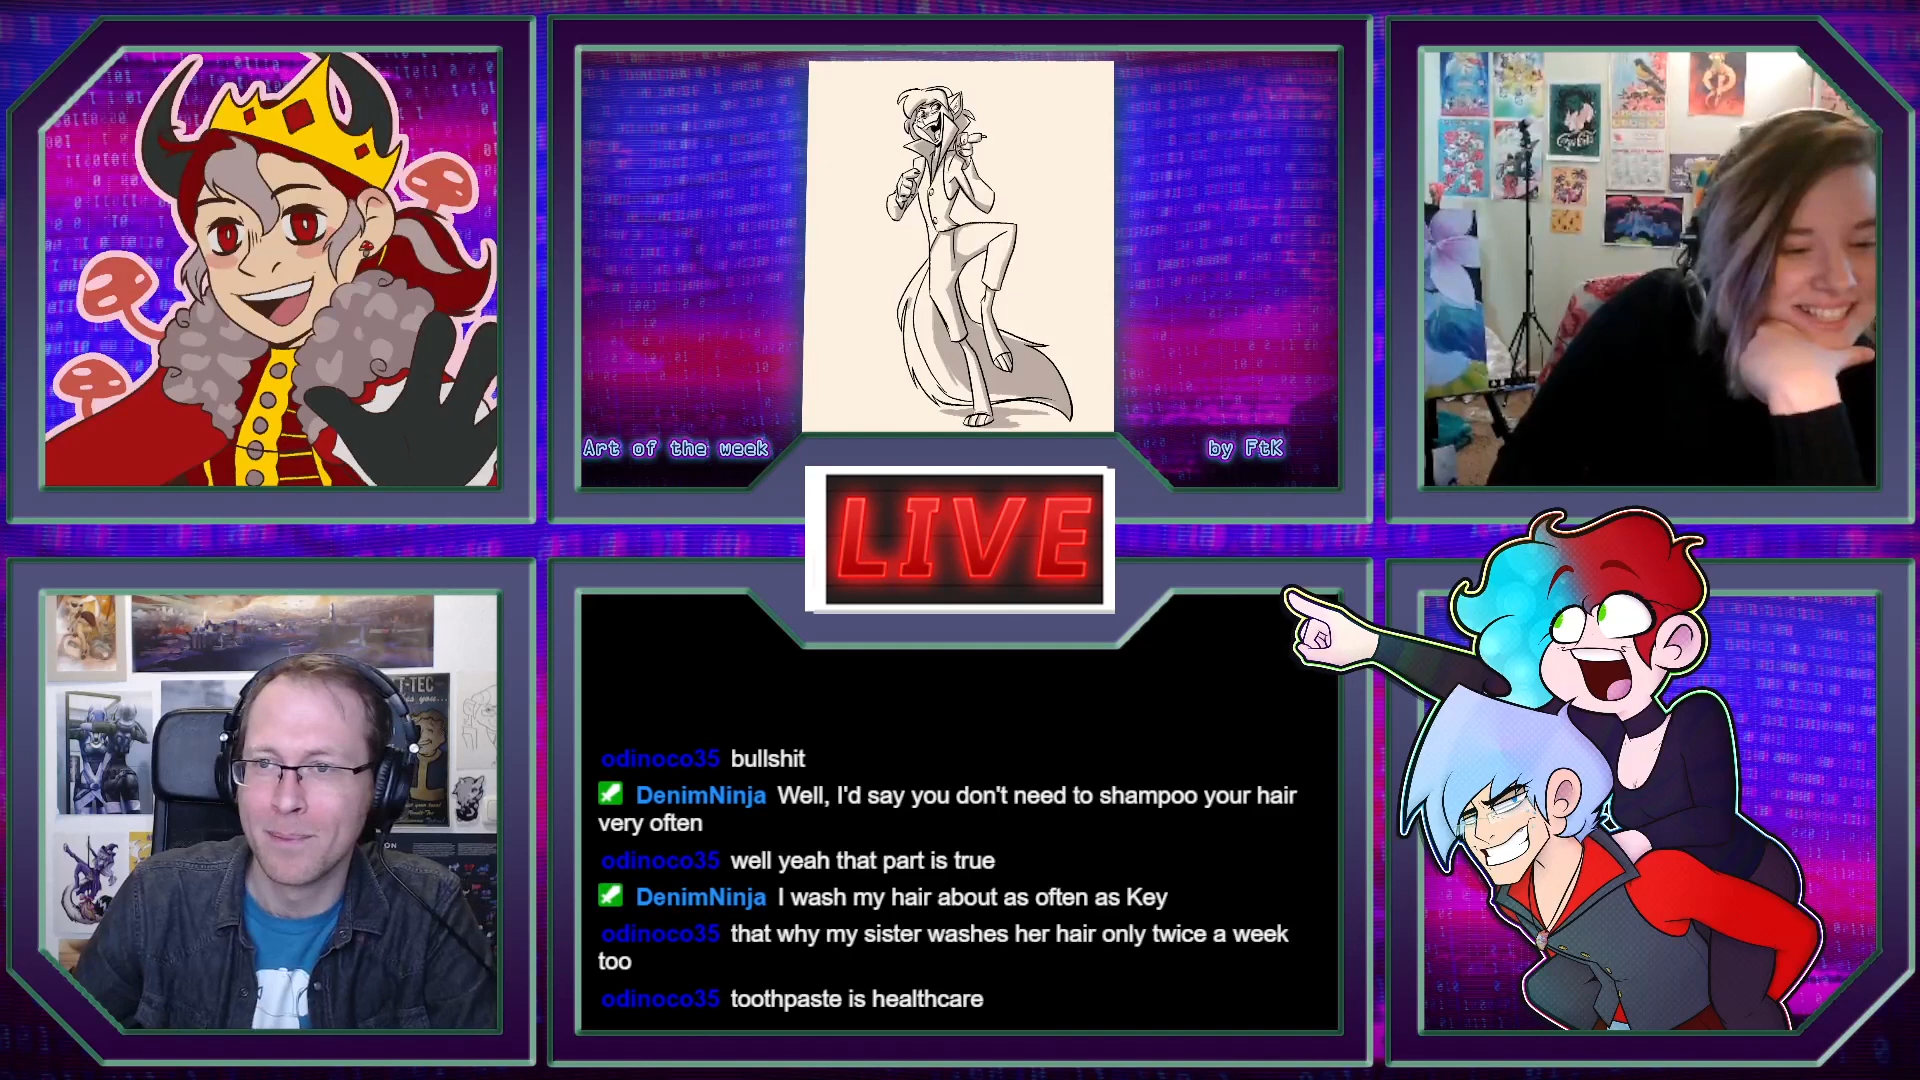 Art of the week
by FtK
LIVE
T-TEC
odinoco35 bullshit
DenimNinja Well, I'd say you don't need to shampoo your hair
very often
odinoco35 well yeah that part is true
DenimNinja I wash my hair about as often as Key
odinoco35 that why my sister washes her hair only twice a week
too
odinoco35 toothpaste is healthcare